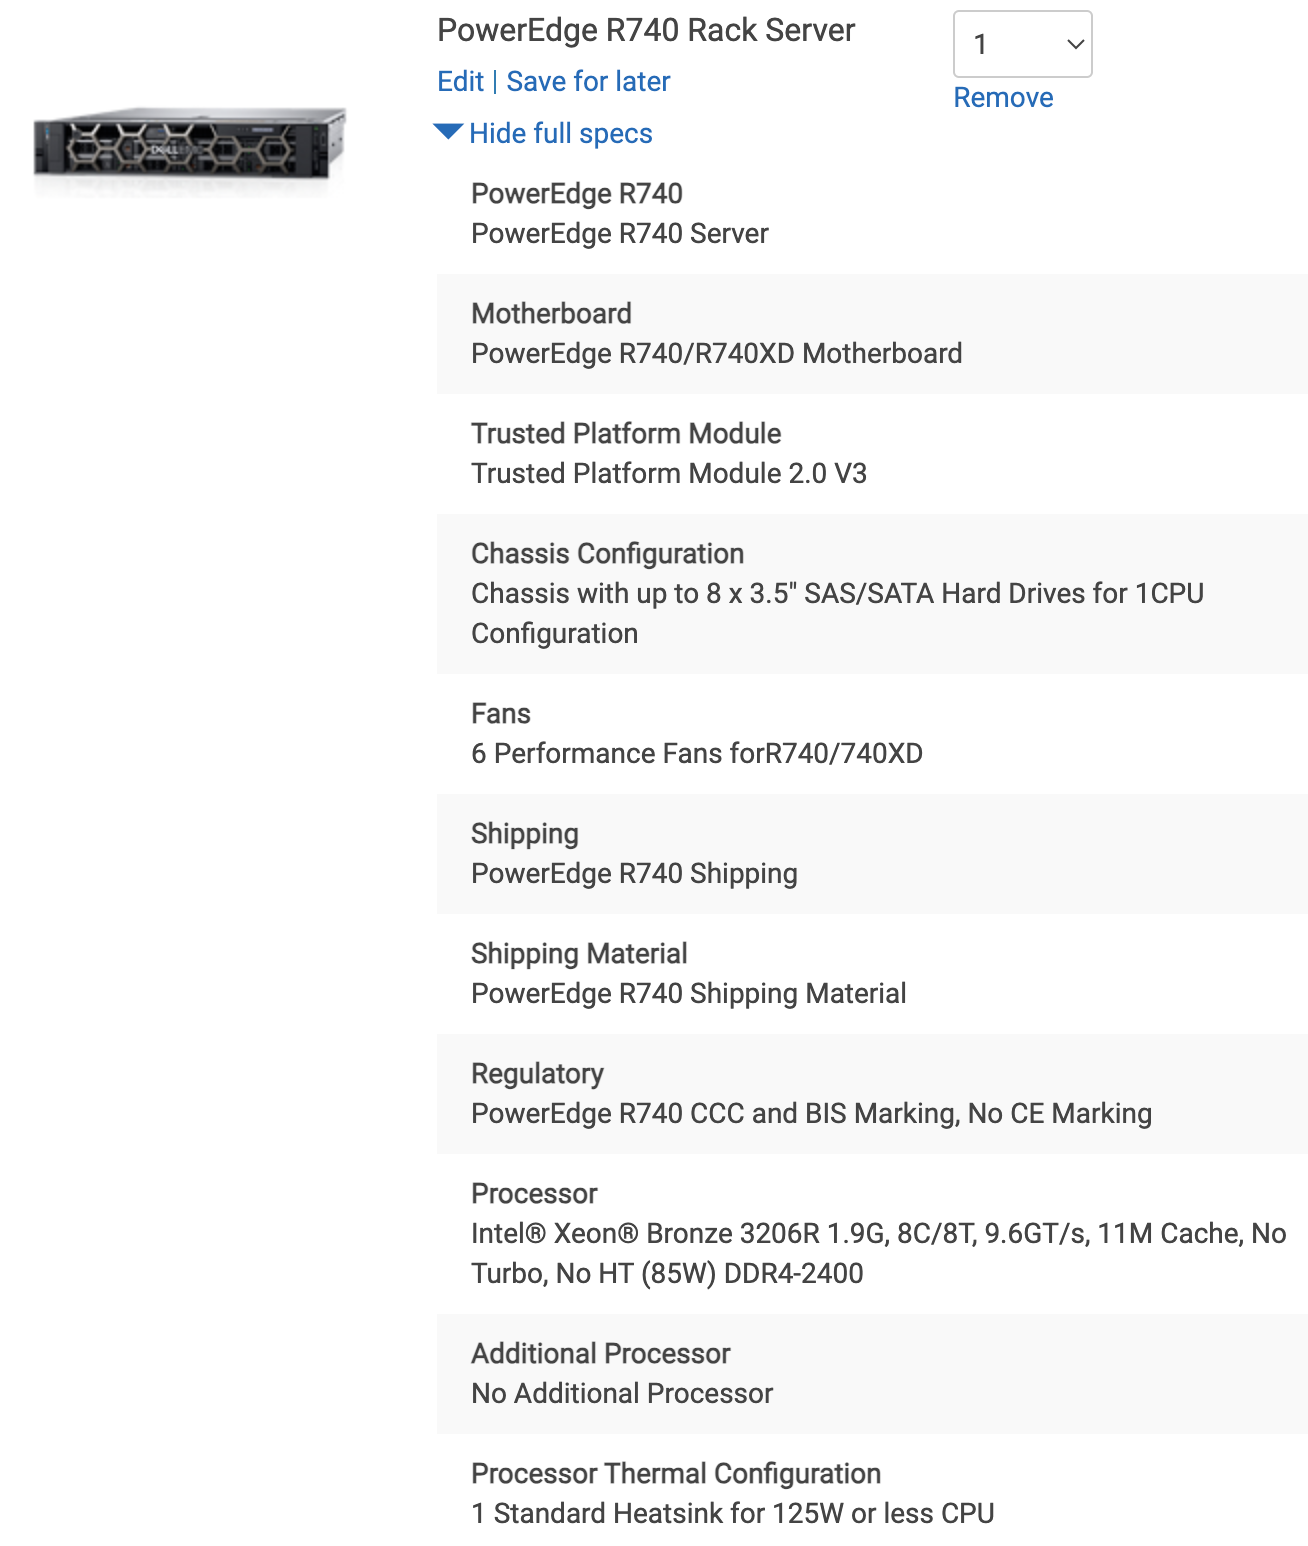 PowerEdge R740 Rack Server
1
Edit | Save for later
Remove
Hide full specs
PowerEdge R740
PowerEdge R740 Server
Motherboard
PowerEdge R740/R740XD Motherboard
Trusted Platform Module
Trusted Platform Module 2.0 V3
Chassis Configuration
Chassis with up to 8 x 3.5" SAS/SATA Hard Drives for 1CPU
Configuration
Fans
6 Performance Fans forR740/740XD
Shipping
PowerEdge R740 Shipping
Shipping Material
PowerEdge R740 Shipping Material
Regulatory
PowerEdge R740 CCC and BIS Marking, No CE Marking
Processor
Intel® Xeon® Bronze 3206R 1.9G, 8C/8T, 9.6GT/s, 11M Cache, No
Turbo, No HT (85W) DDR4-2400
Additional Processor
No Additional Processor
Processor Thermal Configuration
1 Standard Heatsink for 125W or less CPU